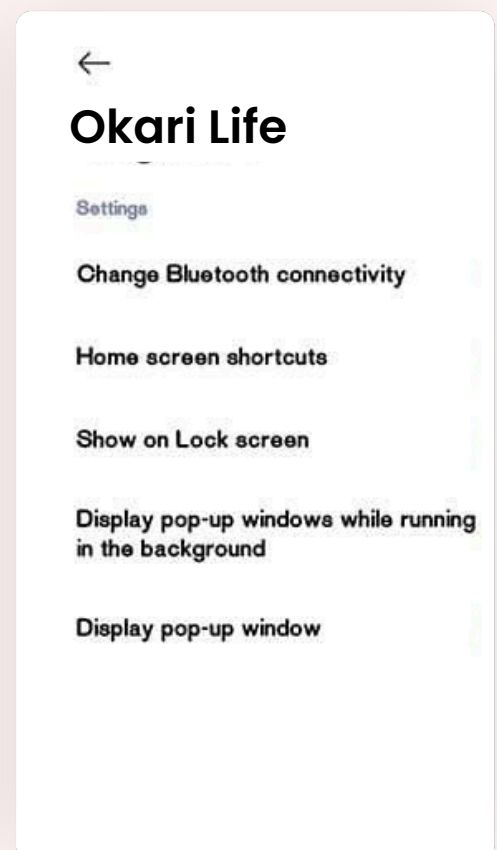 Okari Life
Settings
Change Bluetooth connectivity
Home screen shortcuts
Show on Lock screen
Display pop-up windows while running
in the background
Display pop-up window